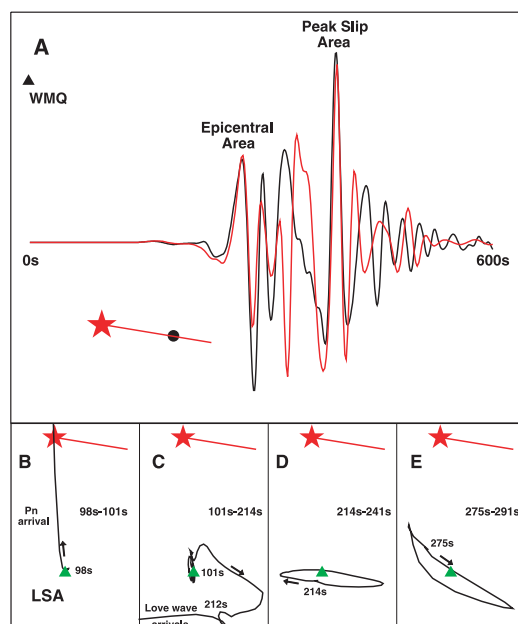 A
Peak Slip
Area
WMQ
Epicentral
Area
0s
600s
B
C
D
E
Pn
arrival
98s-101s
101s-214s
214s-241s
275s-291s
275s
98s
101s
214s
LSA
212s
Love wave
arrivals